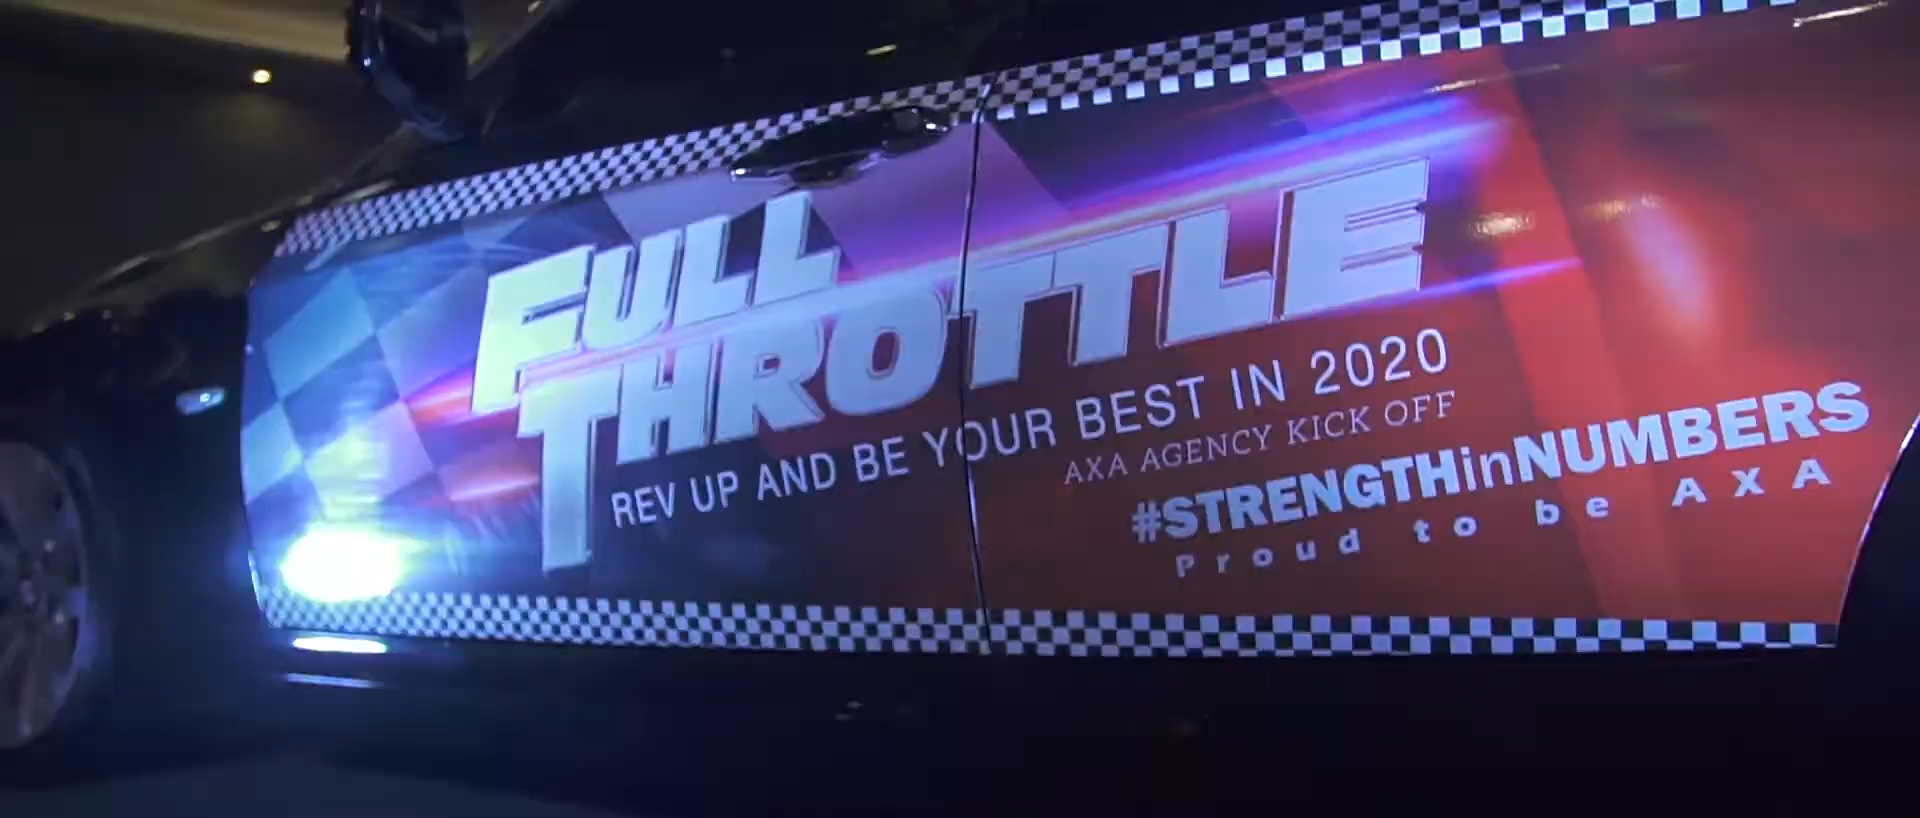 FULL
THROTTLE
REV UP AND BE YOUR BEST IN 2020
AXA AGENCY KICK OFF
#STRENGTHinNUMBERS
Proud to be AXA